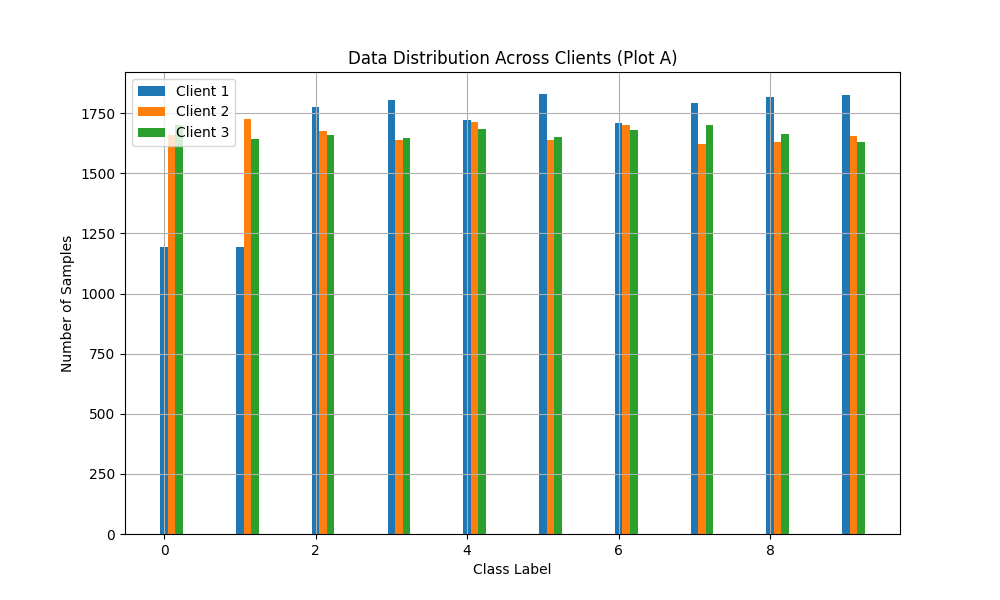 Data Distribution Across Clients (Plot A)
Client 1
Client 2
Client 3
Number of Samples
1750
1500
1250
1000
750
500
250
0
0 2 4 6 8
Class Label